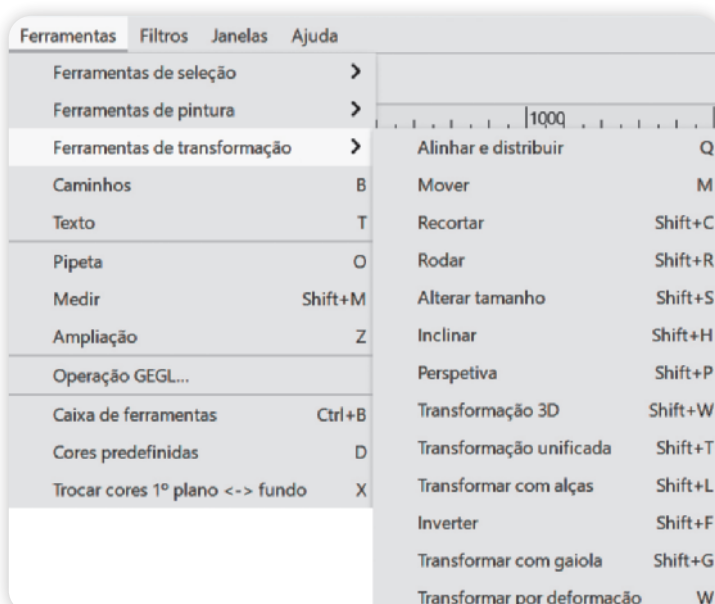 Ferramentas Filtros Janelas Ajuda
Ferramentas de seleção >
Ferramentas de pintura >
Ferramentas de transformação >
Caminhos B
Texto T
Pipeta O
Medir Shift+M
Ampliação Z
Operação GEGL...
Caixa de ferramentas Ctrl+B
Cores predefinidas D
Trocar cores 1º plano <-> fundo X
1000
Alinhar e distribuir Q
Mover M
Recortar Shift+C
Rodar Shift+R
Alterar tamanho Shift+S
Inclinar Shift+H
Perspetiva Shift+P
Transformação 3D Shift+W
Transformação unificada Shift+T
Transformar com alças Shift+L
Inverter Shift+F
Transformar com gaiola Shift+G
Transformar por deformação W